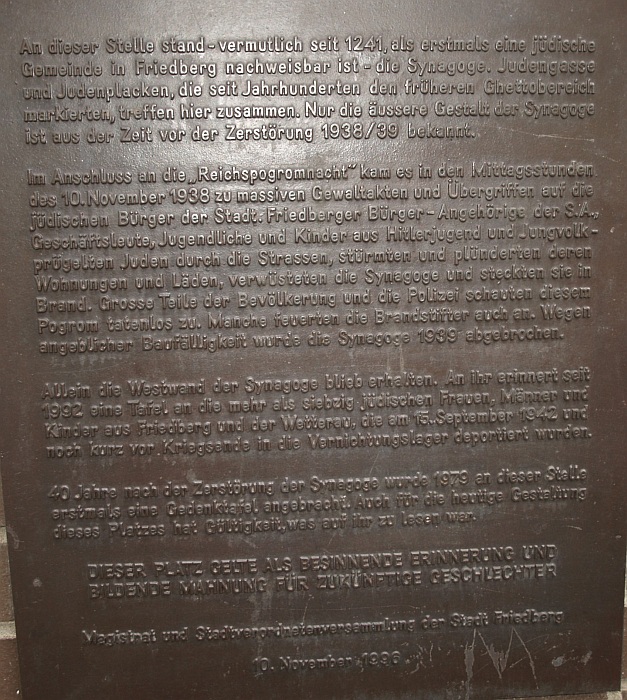 An dieser Stelle stand - vermutlich seit 1241, als erstmals eine jüdische
Gemeinde in Friedberg nachweisbar ist - die Synagoge. Judengasse
und Judenplacken, die seit Jahrhunderten den früheren Ghettobereich
markierten, treffen hier zusammen. Nur die äussere Gestalt der Synagoge
ist aus der Zeit vor der Zerstörung 1938/39 bekannt.
Im Anschluss an die „Reichspogromnacht" kam es in den Mittagsstunden
des 10. November 1938 zu massiven Gewaltakten und Übergriffen auf die
jüdischen Bürger der Stadt. Friedberger Bürger - Angehörige der S.A.,
Geschäftsleute, Jugendliche und Kinder aus Hitlerjugend und Jungvolk -
prügelten Juden durch die Strassen, stürmten und plünderten deren
Wohnungen und Läden, verwüsteten die Synagoge und steckten sie in
Brand. Grosse Teile der Bevölkerung und die Polizei schauten diesem
Pogrom tatenlos zu. Manche feuerten die Brandstifter auch an. Wegen
angeblicher Baufälligkeit wurde die Synagoge 1939 abgebrochen.
Allein die Westwand der Synagoge blieb erhalten. An ihr erinnert seit
1992 eine Tafel an die mehr als siebzig jüdischen Frauen, Männer und
Kinder aus Friedberg und der Wetterau, die am 15. September 1942 und
noch kurz vor Kriegsende in die Vernichtungslager deportiert wurden.
40 Jahre nach der Zerstörung der Synagoge wurde 1979 an dieser Stelle
erstmals eine Gedenktafel angebracht. Auch für die heutige Gestaltung
dieses Platzes hat Gültigkeit, was auf ihr zu lesen war.
DIESER PLATZ GELTE ALS BESINNENDE ERINNERUNG UND
BILDENDE MAHNUNG FÜR ZUKÜNFTIGE GESCHLECHTER
Magistrat und Stadtverordnetenversammlung der Stadt Friedberg
10. November 1996